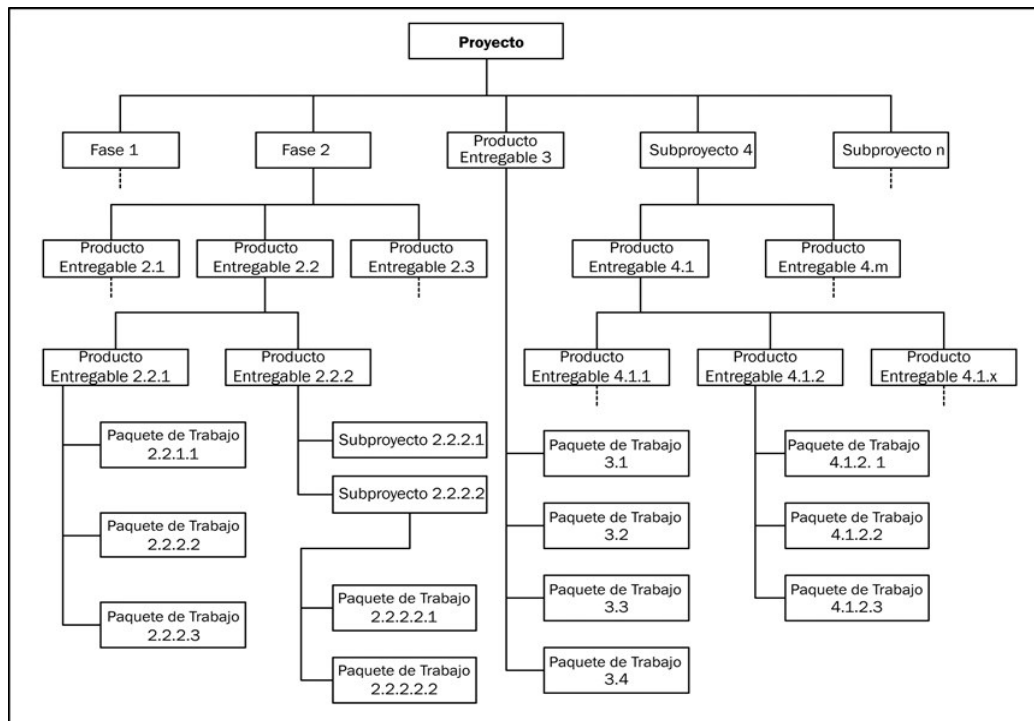 Proyecto
Fase 1
Fase 2
Producto
Entregable 3
Subproyecto 4
Subproyecto n
Producto
Entregable 2.1
Producto
Entregable 2.2
Producto
Entregable 2.3
Producto
Entregable 4.1
Producto
Entregable 4.m
Producto
Entregable 2.2.1
Producto
Entregable 2.2.2
Producto
Entregable 4.1.1
Producto
Entregable 4.1.2
Producto
Entregable 4.1.x
Paquete de Trabajo
2.2.1.1
Paquete de Trabajo
2.2.2.2
Paquete de Trabajo
2.2.2.3
Subproyecto 2.2.2.1
Subproyecto 2.2.2.2
Paquete de Trabajo
2.2.2.2.1
Paquete de Trabajo
2.2.2.2.2
Paquete de Trabajo
3.1
Paquete de Trabajo
3.2
Paquete de Trabajo
3.3
Paquete de Trabajo
3.4
Paquete de Trabajo
4.1.2. 1
Paquete de Trabajo
4.1.2.2
Paquete de Trabajo
4.1.2.3